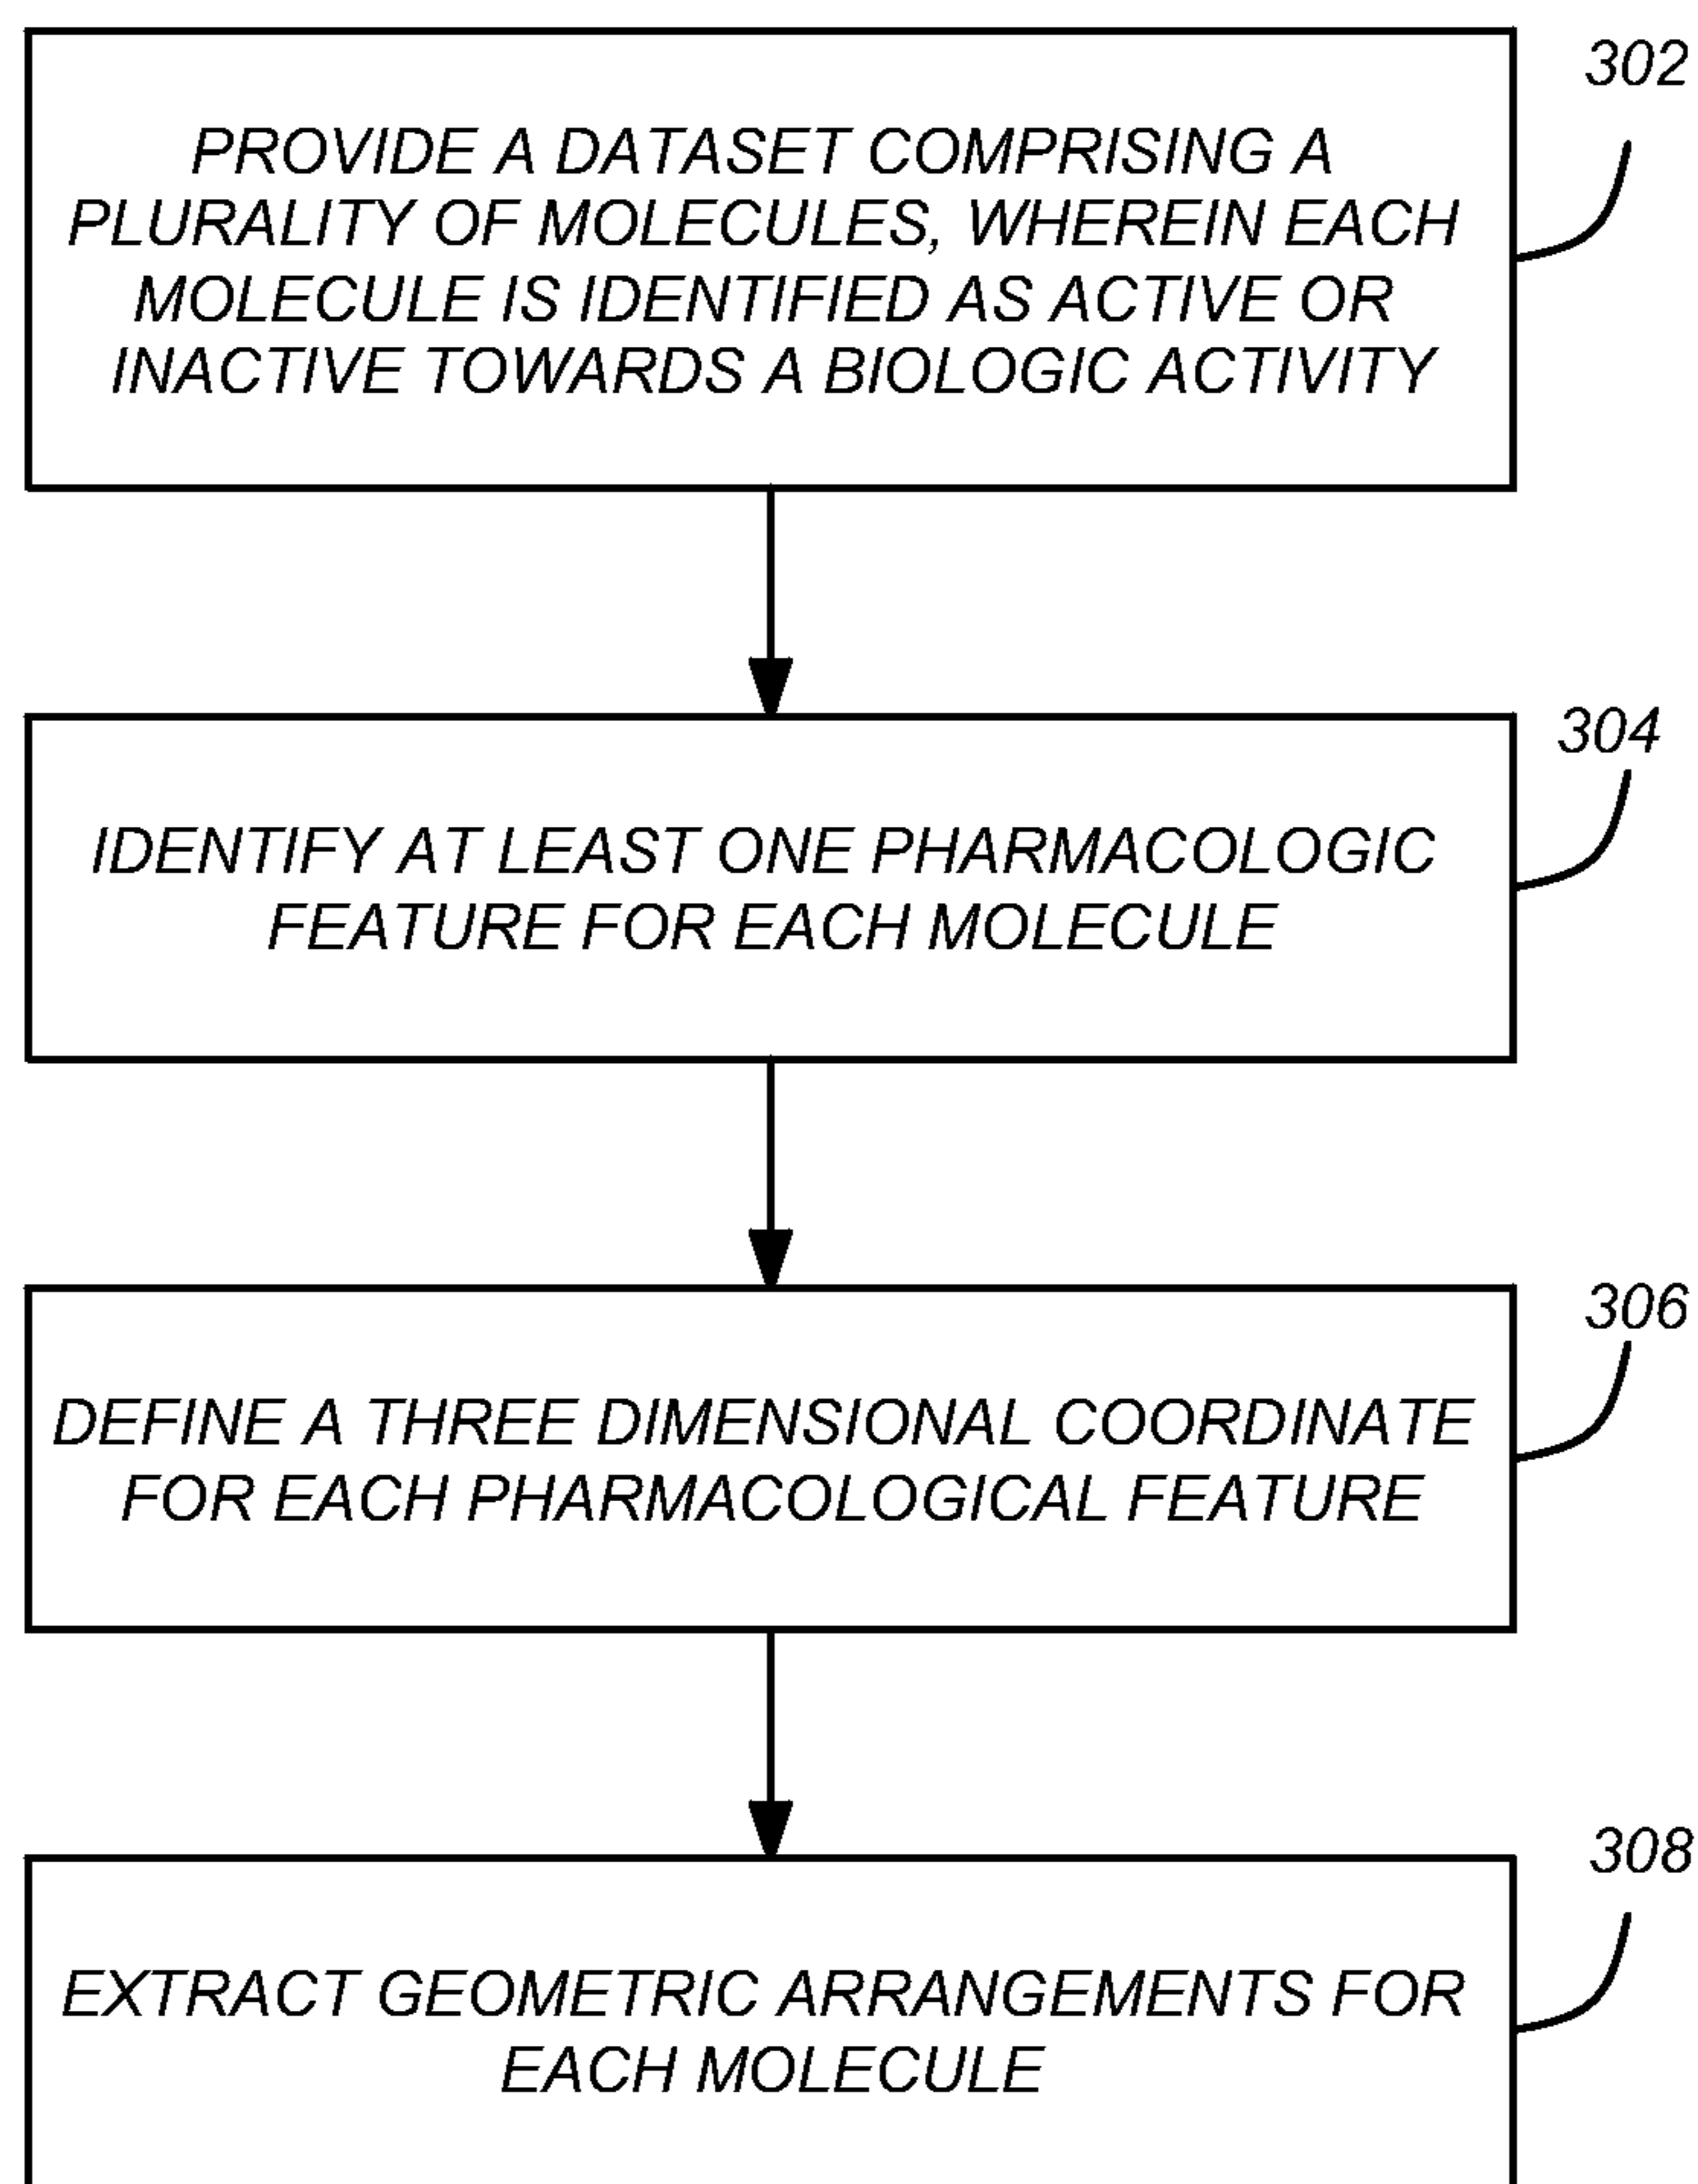 302
PROVIDE A DATASET COMPRISING A
PLURALITY OF MOLECULES, WHEREIN EACH
MOLECULE IS IDENTIFIED AS ACTIVE OR
INACTIVE TOWARDS A BIOLOGIC ACTIVITY
304
IDENTIFY AT LEAST ONE PHARMACOLOGIC
FEATURE FOR EACH MOLECULE
306
DEFINE A THREE DIMENSIONAL COORDINATE
FOR EACH PHARMACOLOGICAL FEATURE
308
EXTRACT GEOMETRIC ARRANGEMENTS FOR
EACH MOLECULE